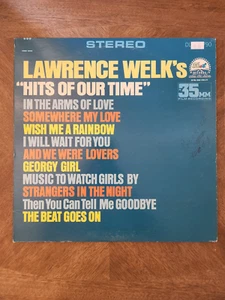 STEREO
LAWRENCE WELK's
"HITS OF OUR TIME"
IN THE ARMS OF LOVE
SOMEWHERE MY LOVE
WISH ME A RAINBOW
I WILL WAIT FOR YOU
AND WE WERE LOVERS
GEORGY GIRL
MUSIC TO WATCH GIRLS BY
STRANGERS IN THE NIGHT
Then You Can Tell Me GOODBYE
THE BEAT GOES ON
35MM